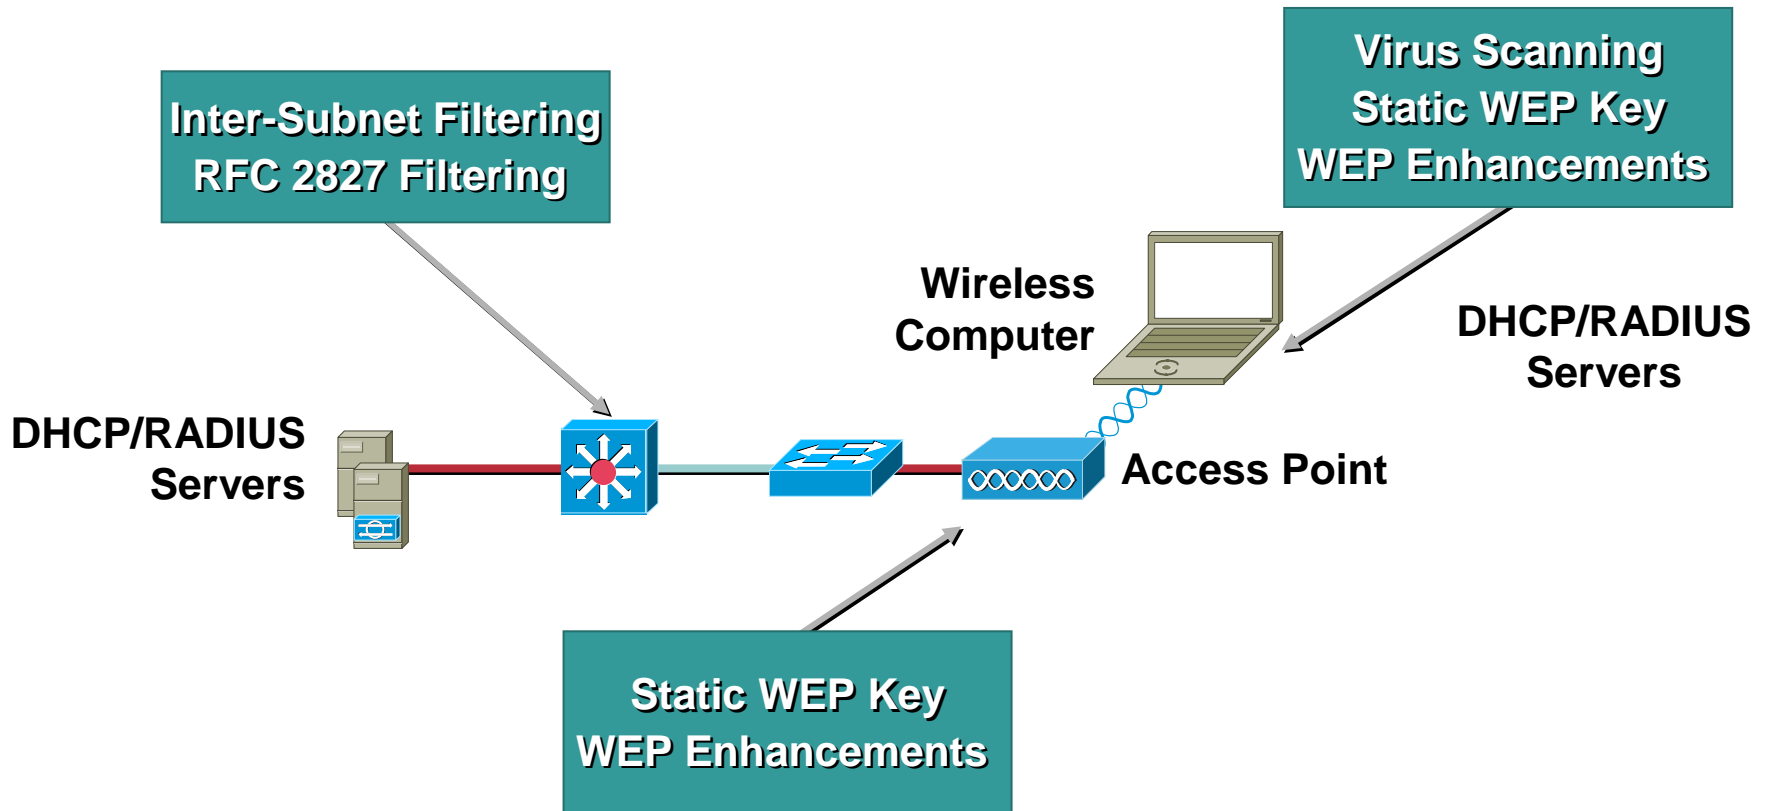 Virus Scanning
Static WEP Key
WEP Enhancements
Inter-Subnet Filtering
RFC 2827 Filtering
Wireless
Computer
DHCP/RADIUS
Servers
DHCP/RADIUS
Servers
Access Point
Static WEP Key
WEP Enhancements